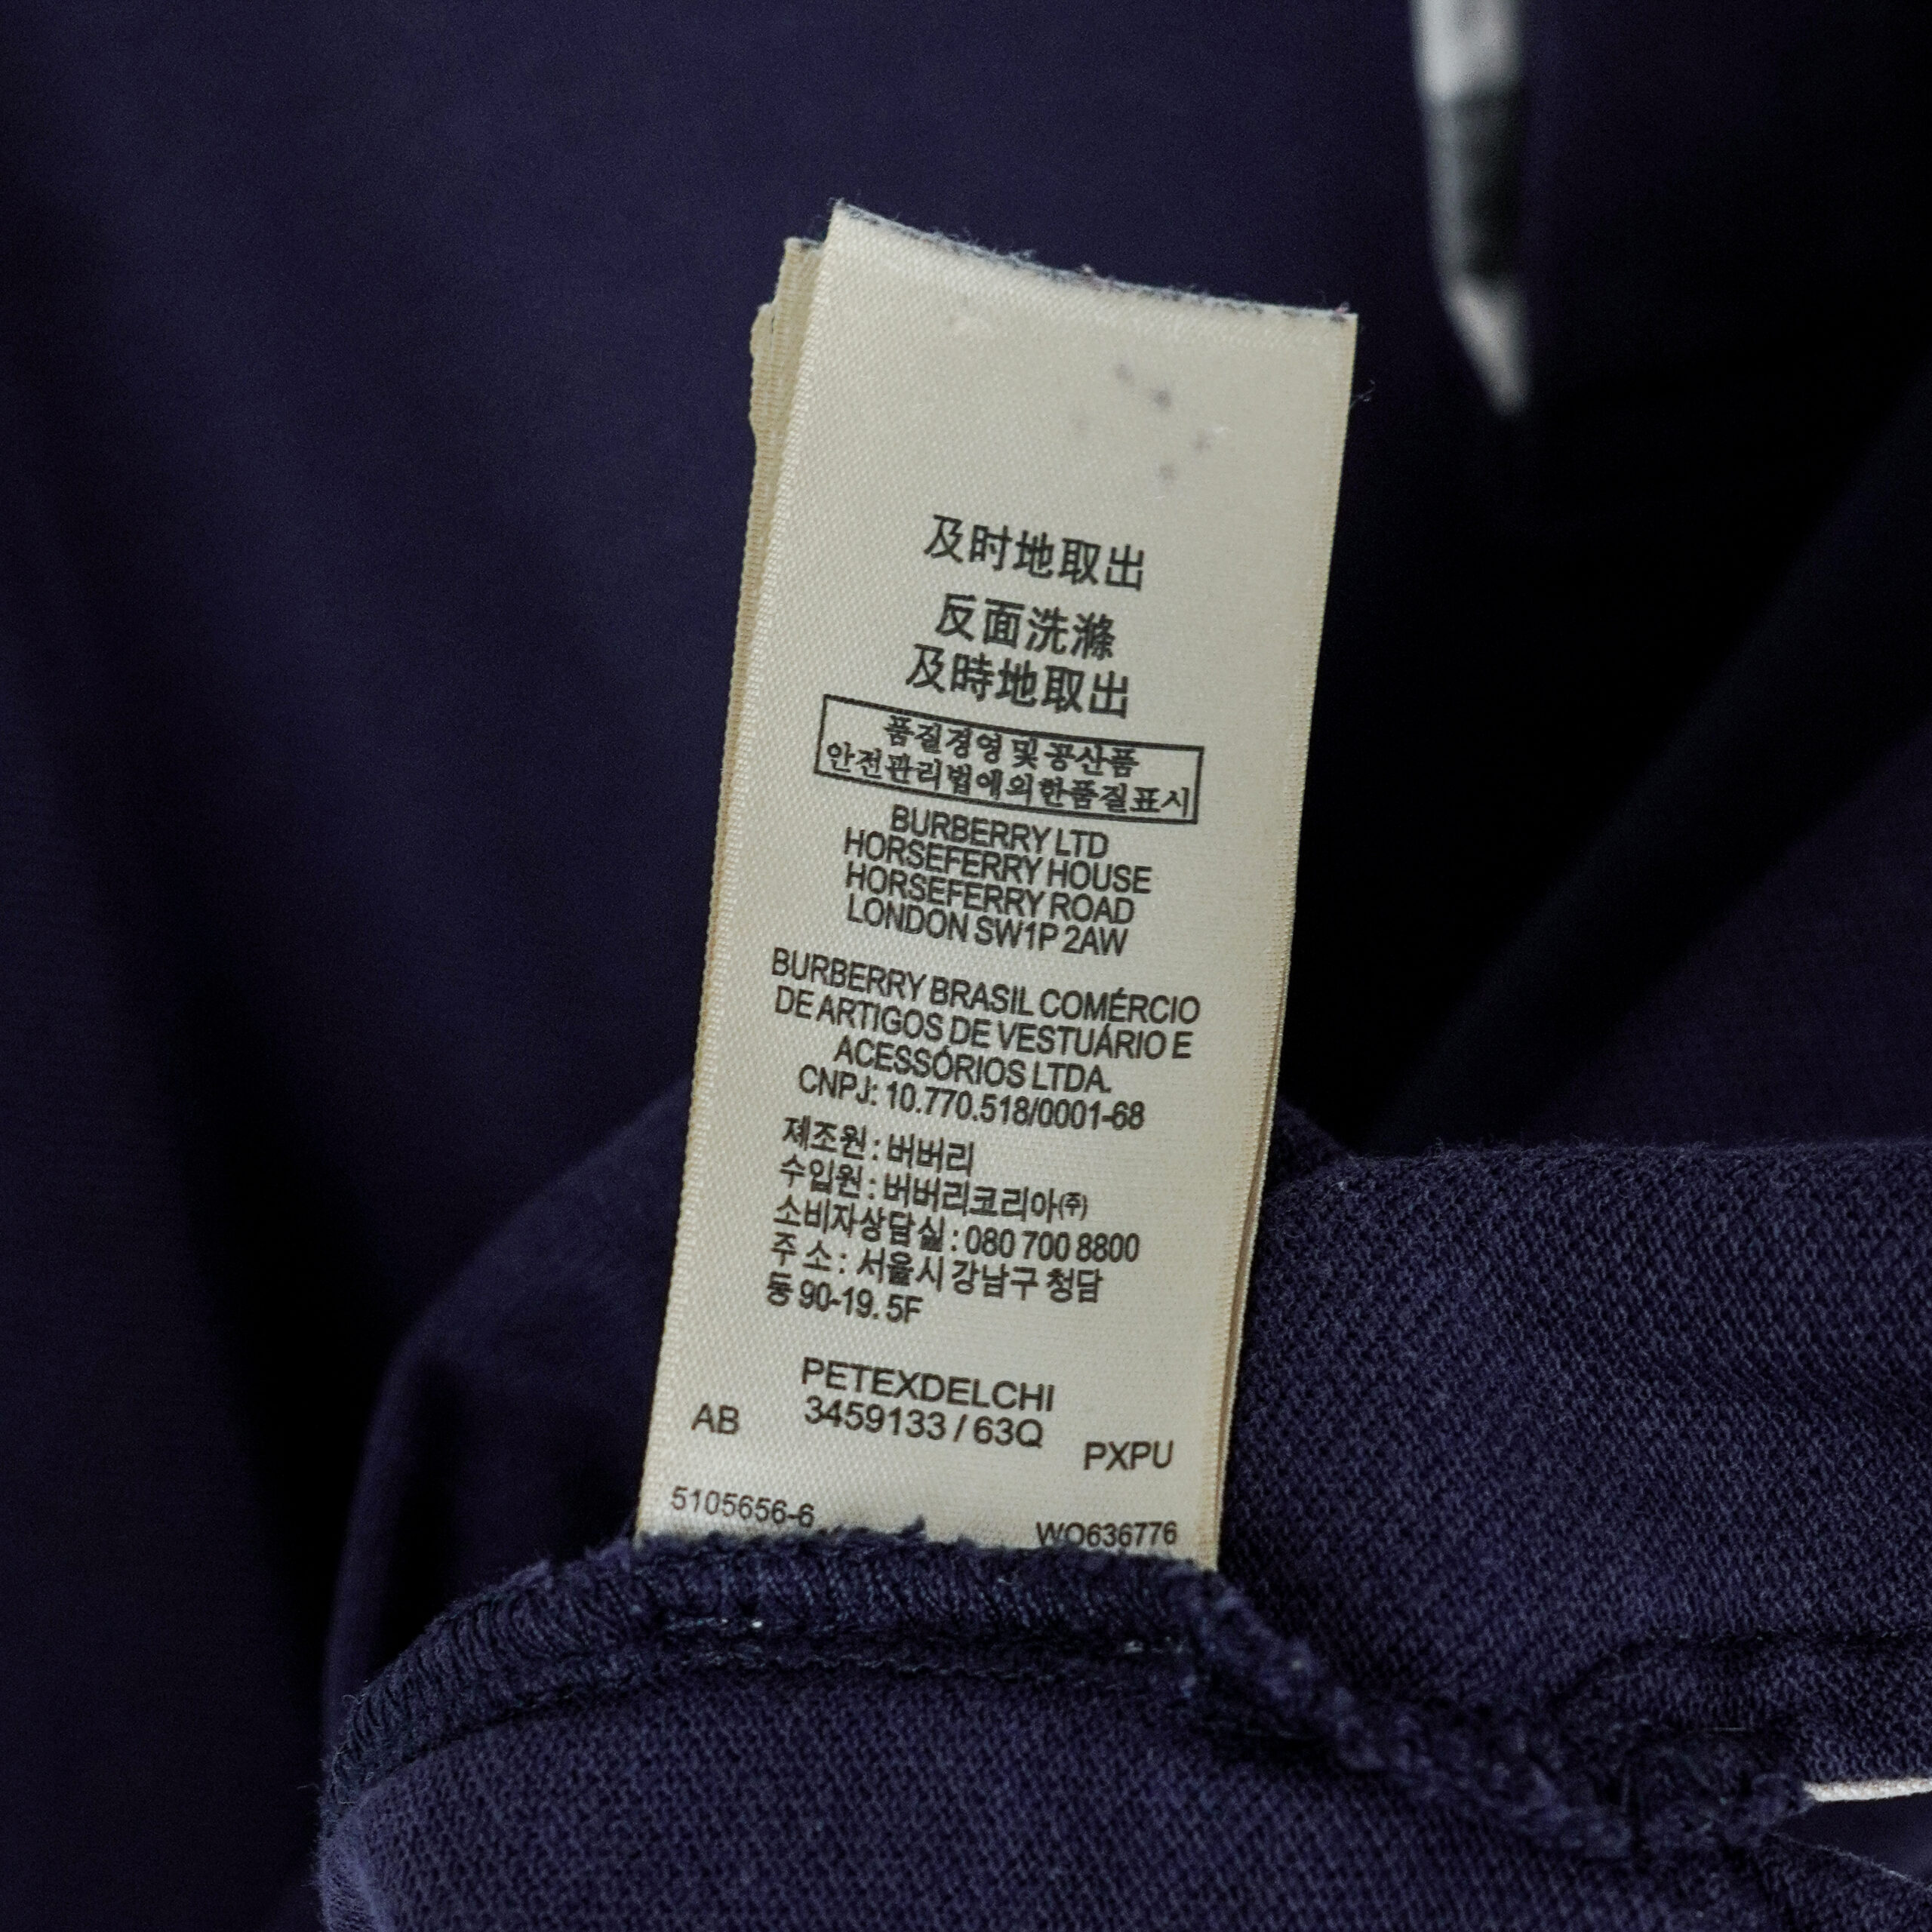 及时地取出
反面洗滌
及時地取出
품질경영 및 공산품
안전관리법에의한품질표시
BURBERRY LTD
HORSEFERRY HOUSE
HORSEFERRY ROAD
LONDON SW1P 2AW
BURBERRY BRASIL COMÉRCIO
DE ARTIGOS DE VESTUÁRIO E
ACESSÓRIOS LTDA.
CNPJ: 10.770.518/0001-68
제조원 : 버버리
수입원 : 버버리코리아(주)
소비자상담실 : 080 700 8800
주 소 : 서울시 강남구 청담
동 90-19. 5F
PETEXDELCHI
AB 3459133 / 63Q PXPU
5105656-6 WO636776